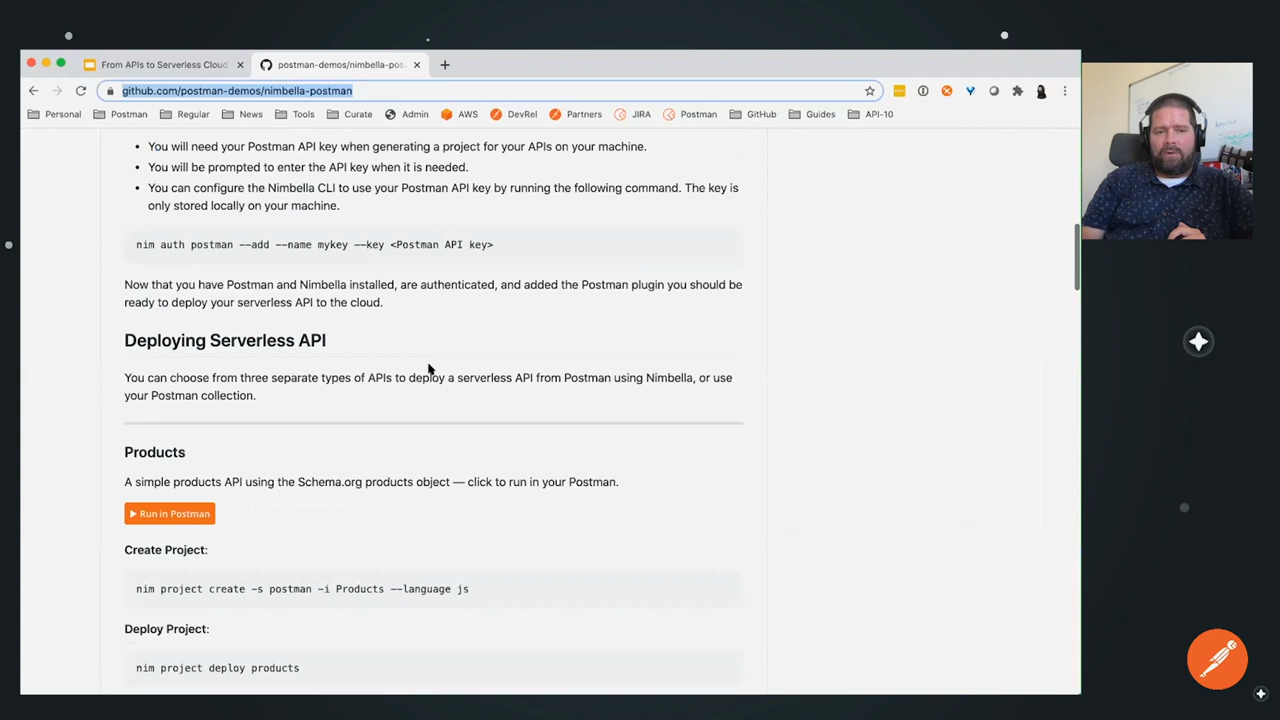 From APIs to Serverless Cloud
postman-demos/nimbella-pos
github.com/postman-demos/nimbella-postman
Personal Postman Regular News Tools Curate Admin AWS DevRel Partners JIRA Postman GitHub Guides API-10
• You will need your Postman API key when generating a project for your APIs on your machine.
• You will be prompted to enter the API key when it is needed.
• You can configure the Nimbella CLI to use your Postman API key by running the following command. The key is
only stored locally on your machine.
nim auth postman --add --name mykey --key <Postman API key>
Now that you have Postman and Nimbella installed, are authenticated, and added the Postman plugin you should be
ready to deploy your serverless API to the cloud.
Deploying Serverless API
You can choose from three separate types of APIs to deploy a serverless API from Postman using Nimbella, or use
your Postman collection.
Products
A simple products API using the Schema.org products object — click to run in your Postman.
Run in Postman
Create Project:
nim project create -s postman -i Products --language js
Deploy Project:
nim project deploy products